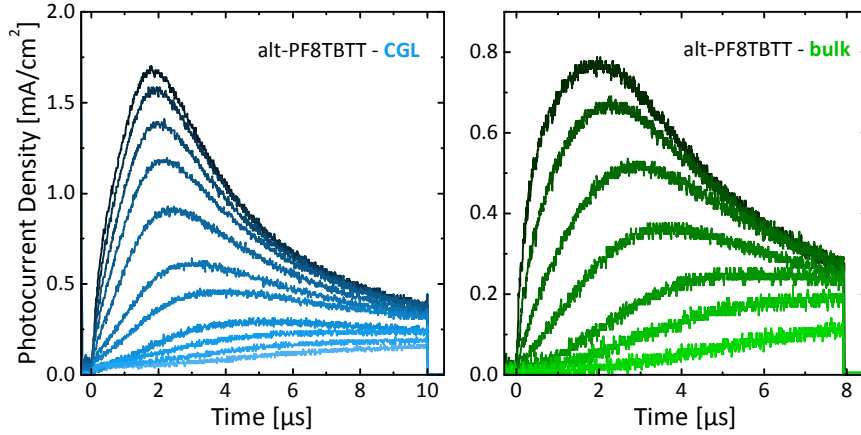 alt-PF8TBTT - CGL
alt-PF8TBTT - bulk
Photocurrent Density [mA/cm²]
2.0
1.5
1.0
0.5
0.0
0 2 4 6 8 10
Time [µs]
0.8
0.6
0.4
0.2
0.0
0 2 4 6 8
Time [µs]